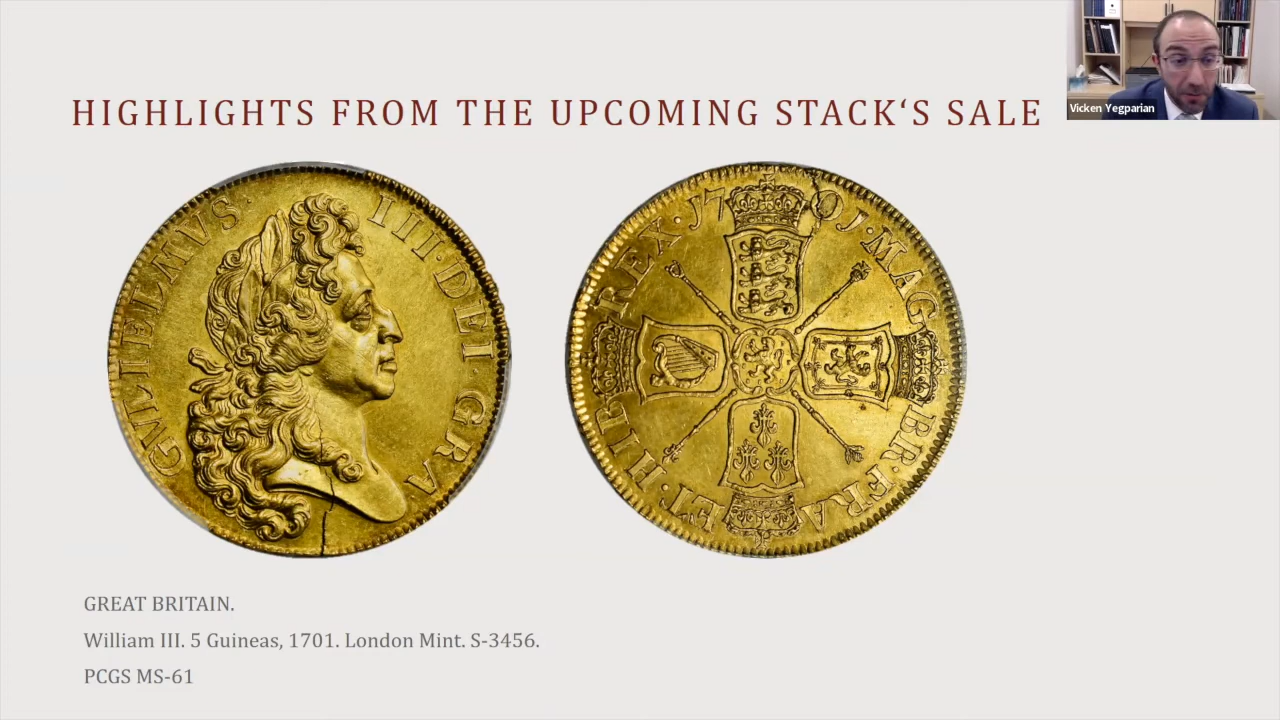 HIGHLIGHTS FROM THE UPCOMING STACK‘S SALE
Vicken Yegparian
GVLIELMVS · III · DEI · GRA
REX · 1701 · MAG
BR · FRA
ET · HIB
GREAT BRITAIN.
William III. 5 Guineas, 1701. London Mint. S-3456.
PCGS MS-61